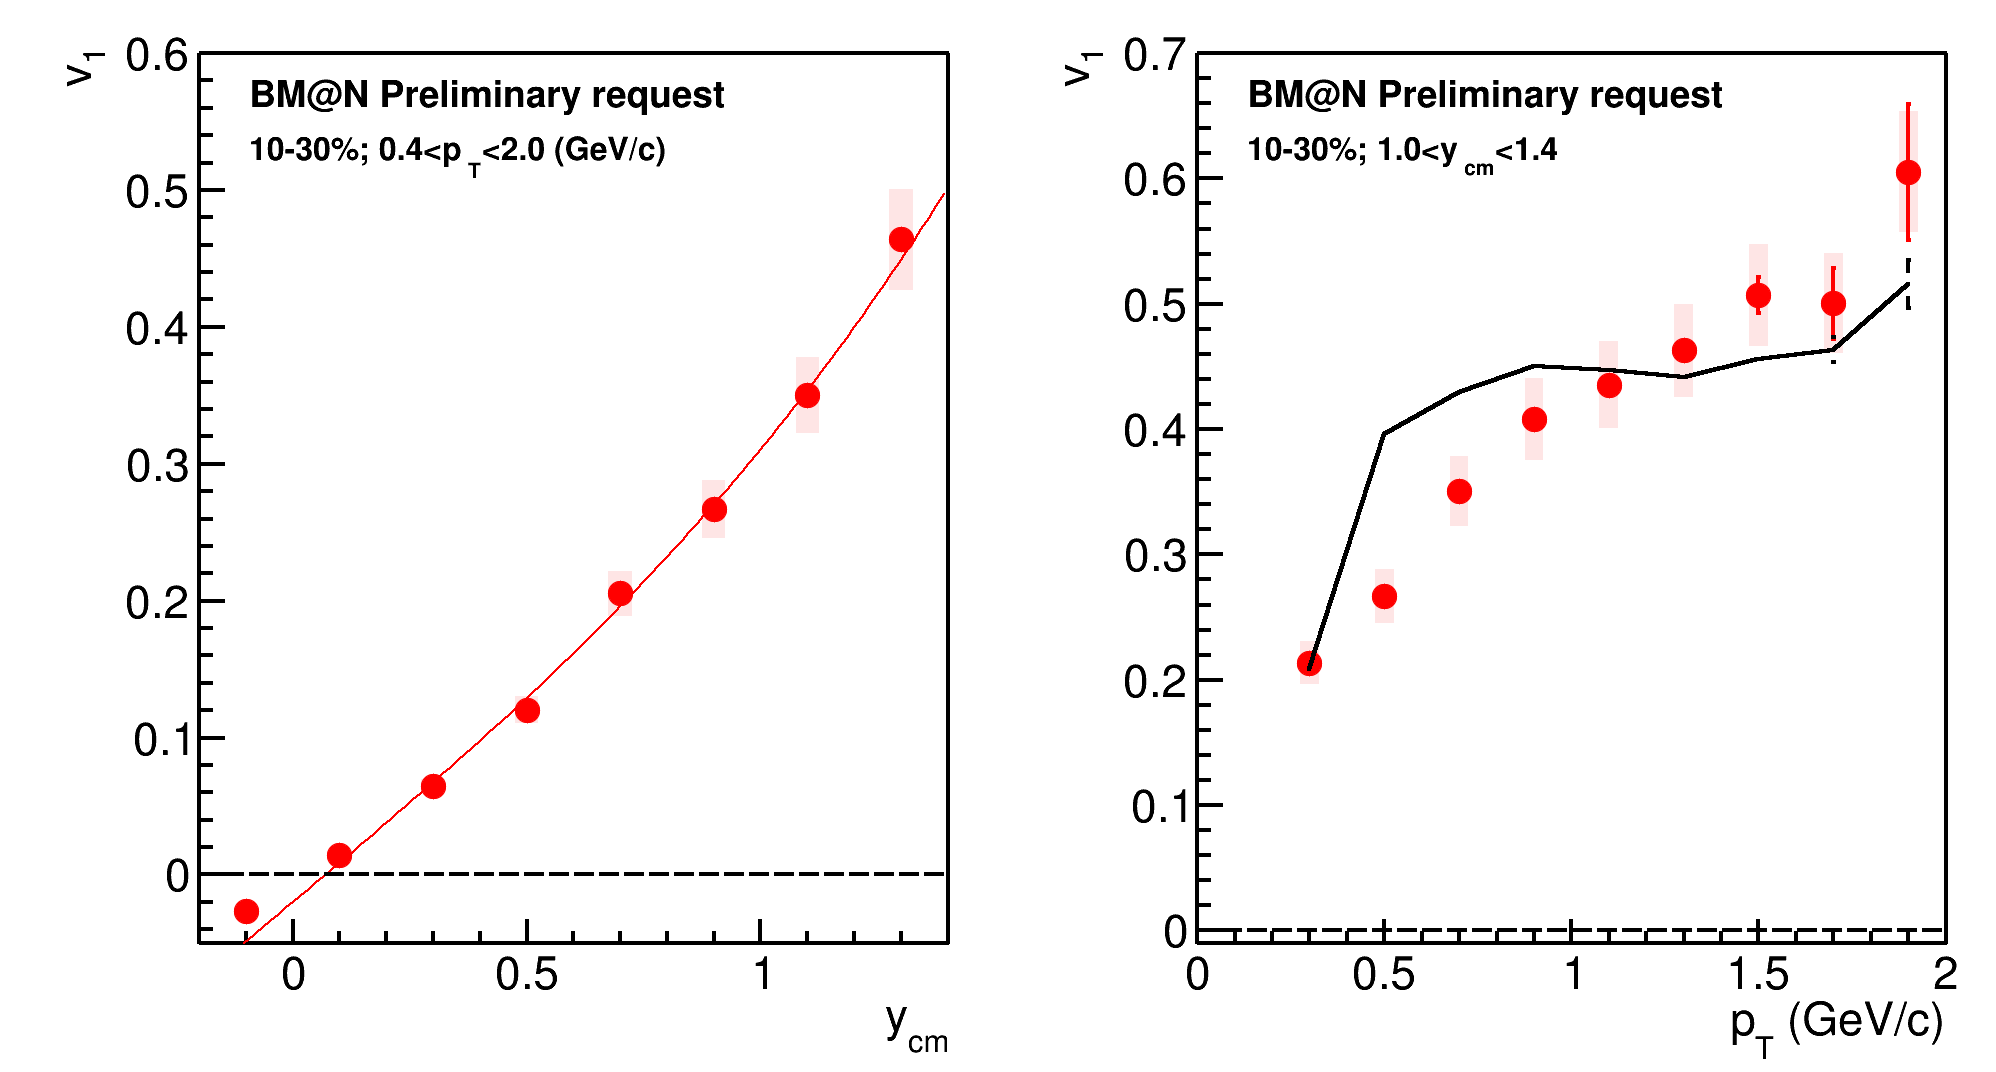 v1
0.6
0.5
0.4
0.3
0.2
0.1
0
BM@N Preliminary request
10-30%; 0.4<pT<2.0 (GeV/c)
0 0.5 1
ycm
v1
0.7
0.6
0.5
0.4
0.3
0.2
0.1
0
BM@N Preliminary request
10-30%; 1.0<ycm<1.4
0 0.5 1 1.5 2
pT (GeV/c)